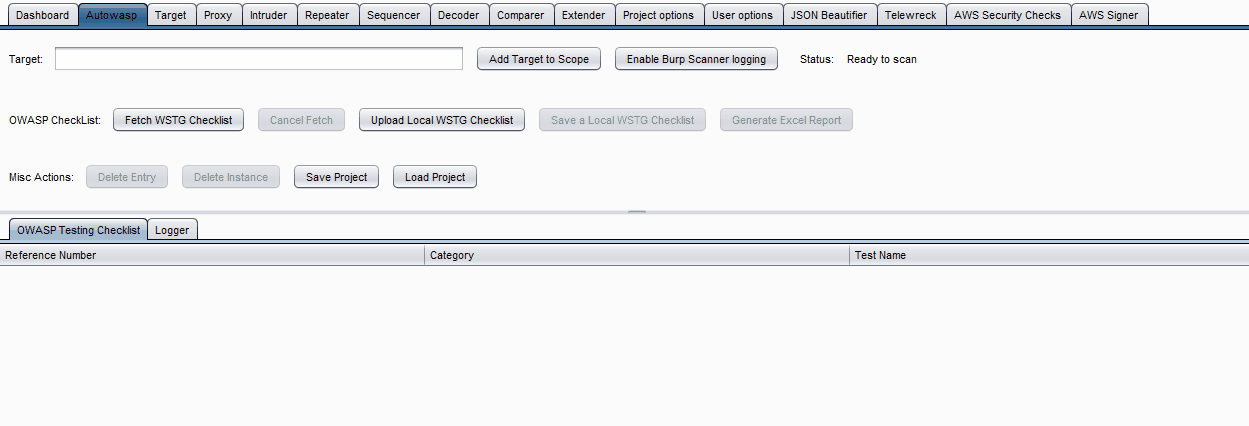 Dashboard Autowasp Target Proxy Intruder Repeater Sequencer Decoder Comparer Extender Project options User options JSON Beautifier Telewreck AWS Security Checks AWS Signer
Target: Add Target to Scope Enable Burp Scanner logging Status: Ready to scan
OWASP CheckList: Fetch WSTG Checklist Cancel Fetch Upload Local WSTG Checklist Save a Local WSTG Checklist Generate Excel Report
Misc Actions: Delete Entry Delete Instance Save Project Load Project
OWASP Testing Checklist Logger
Reference Number Category Test Name